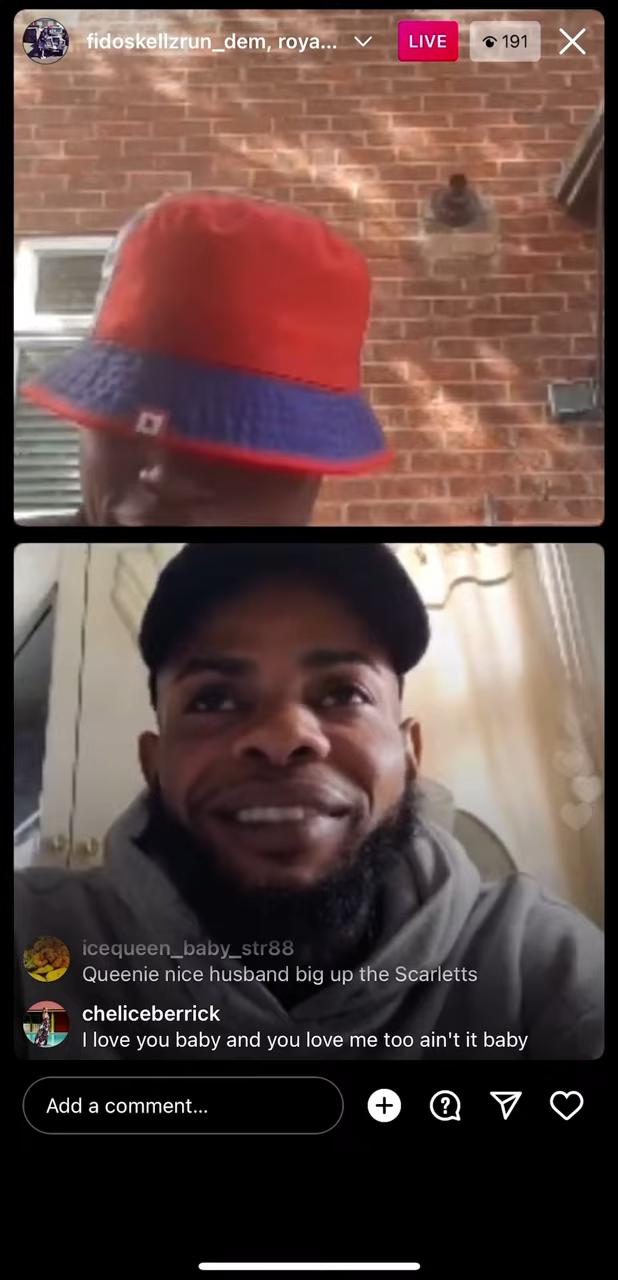 fidoskellzrun_dem, roya...
LIVE
191
icequeen_baby_str88
Queenie nice husband big up the Scarletts
cheliceberrick
I love you baby and you love me too ain't it baby
Add a comment...